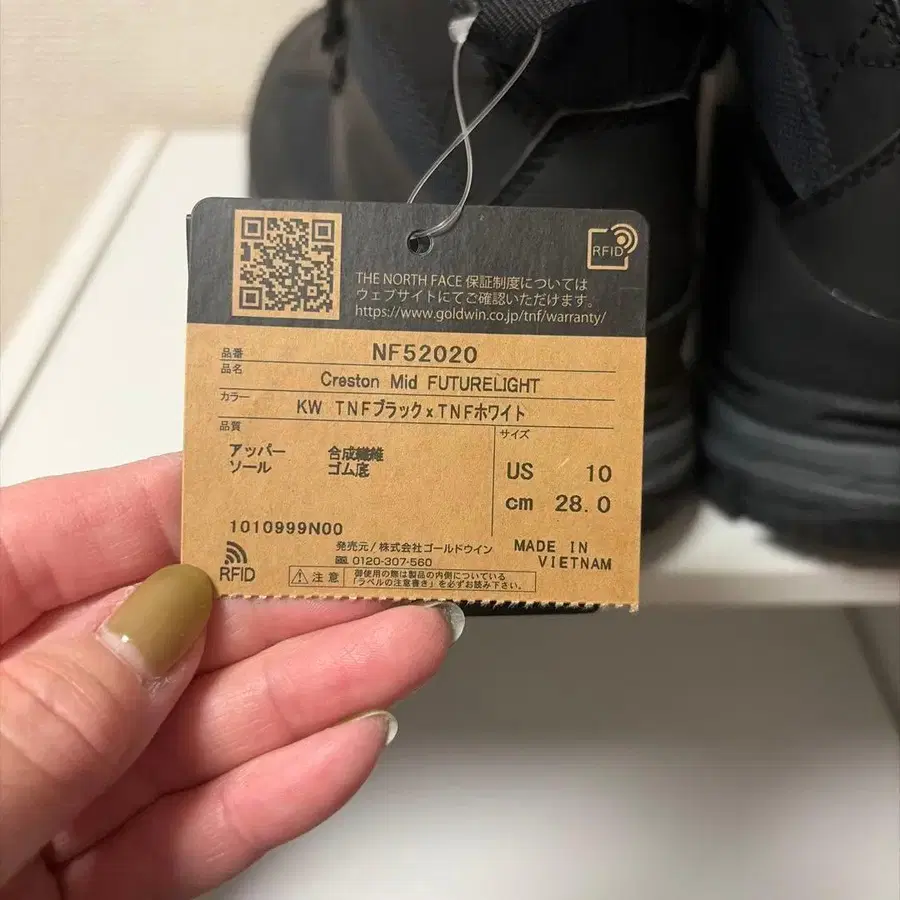 RFID
THE NORTH FACE 保証制度については
ウェブサイトにてご確認いただけます。
https://www.goldwin.co.jp/tnf/warranty/
品番 NF52020
品名 Creston Mid FUTURELIGHT
カラー KW TNFブラックxTNFホワイト
品質
アッパー 合成繊維
ソール ゴム底
サイズ
US 10
cm 28.0
1010999N00
RFID
発売元/株式会社ゴールドウイン
0120-307-560
MADE IN
VIETNAM
注意
御使用の際は製品の内側についている
「ラベルの注意書き」を必ずお読み下さい。